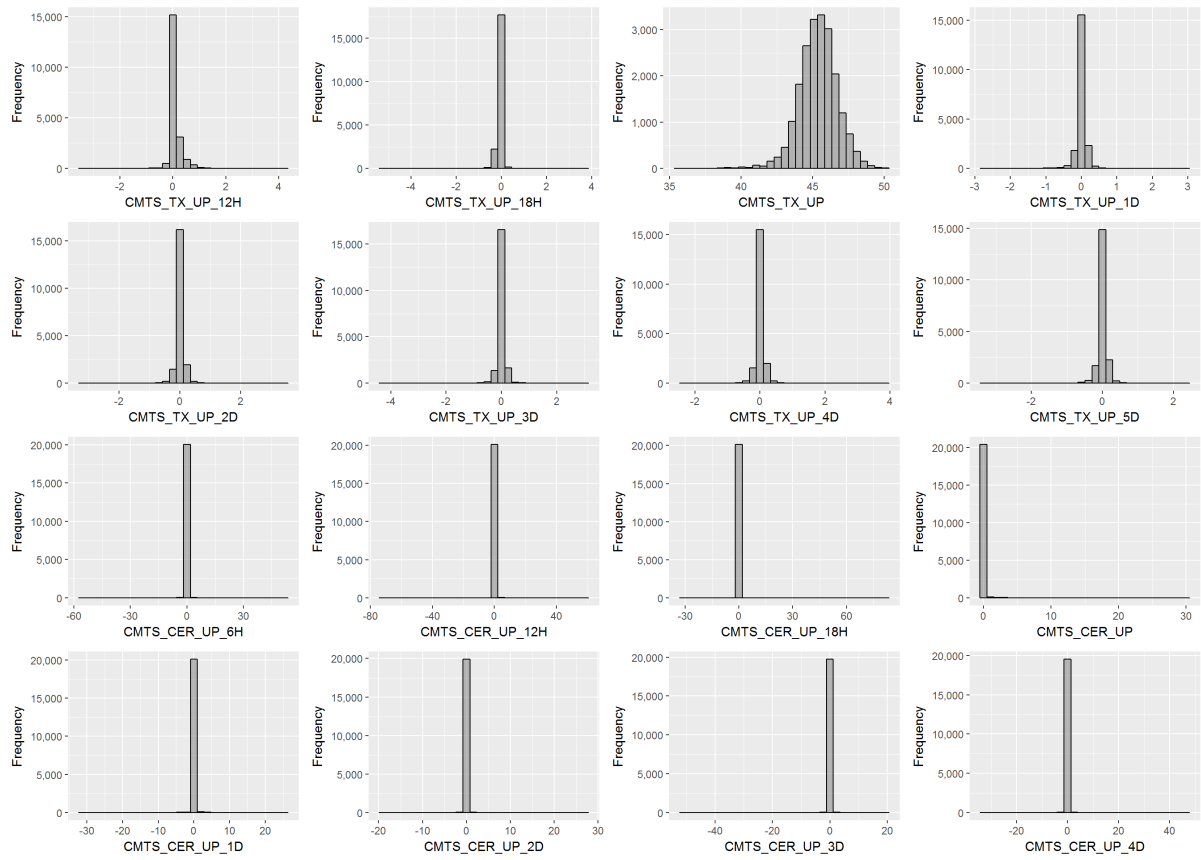 15,000
10,000
5,000
0
Frequency
-2 0 2 4
CMTS_TX_UP_12H
15,000
10,000
5,000
0
Frequency
-4 -2 0 2 4
CMTS_TX_UP_18H
3,000
2,000
1,000
0
Frequency
35 40 45 50
CMTS_TX_UP
15,000
10,000
5,000
0
Frequency
-3 -2 -1 0 1 2 3
CMTS_TX_UP_1D
15,000
10,000
5,000
0
Frequency
-2 0 2
CMTS_TX_UP_2D
15,000
10,000
5,000
0
Frequency
-4 -2 0 2
CMTS_TX_UP_3D
15,000
10,000
5,000
0
Frequency
-2 0 2 4
CMTS_TX_UP_4D
15,000
10,000
5,000
0
Frequency
-2 0 2
CMTS_TX_UP_5D
20,000
15,000
10,000
5,000
0
Frequency
-60 -30 0 30
CMTS_CER_UP_6H
20,000
15,000
10,000
5,000
0
Frequency
-80 -40 0 40
CMTS_CER_UP_12H
20,000
15,000
10,000
5,000
0
Frequency
-30 0 30 60
CMTS_CER_UP_18H
20,000
15,000
10,000
5,000
0
Frequency
0 10 20 30
CMTS_CER_UP
20,000
15,000
10,000
5,000
0
Frequency
-30 -20 -10 0 10 20
CMTS_CER_UP_1D
20,000
15,000
10,000
5,000
0
Frequency
-20 -10 0 10 20 30
CMTS_CER_UP_2D
20,000
15,000
10,000
5,000
0
Frequency
-40 -20 0 20
CMTS_CER_UP_3D
20,000
15,000
10,000
5,000
0
Frequency
-20 0 20 40
CMTS_CER_UP_4D